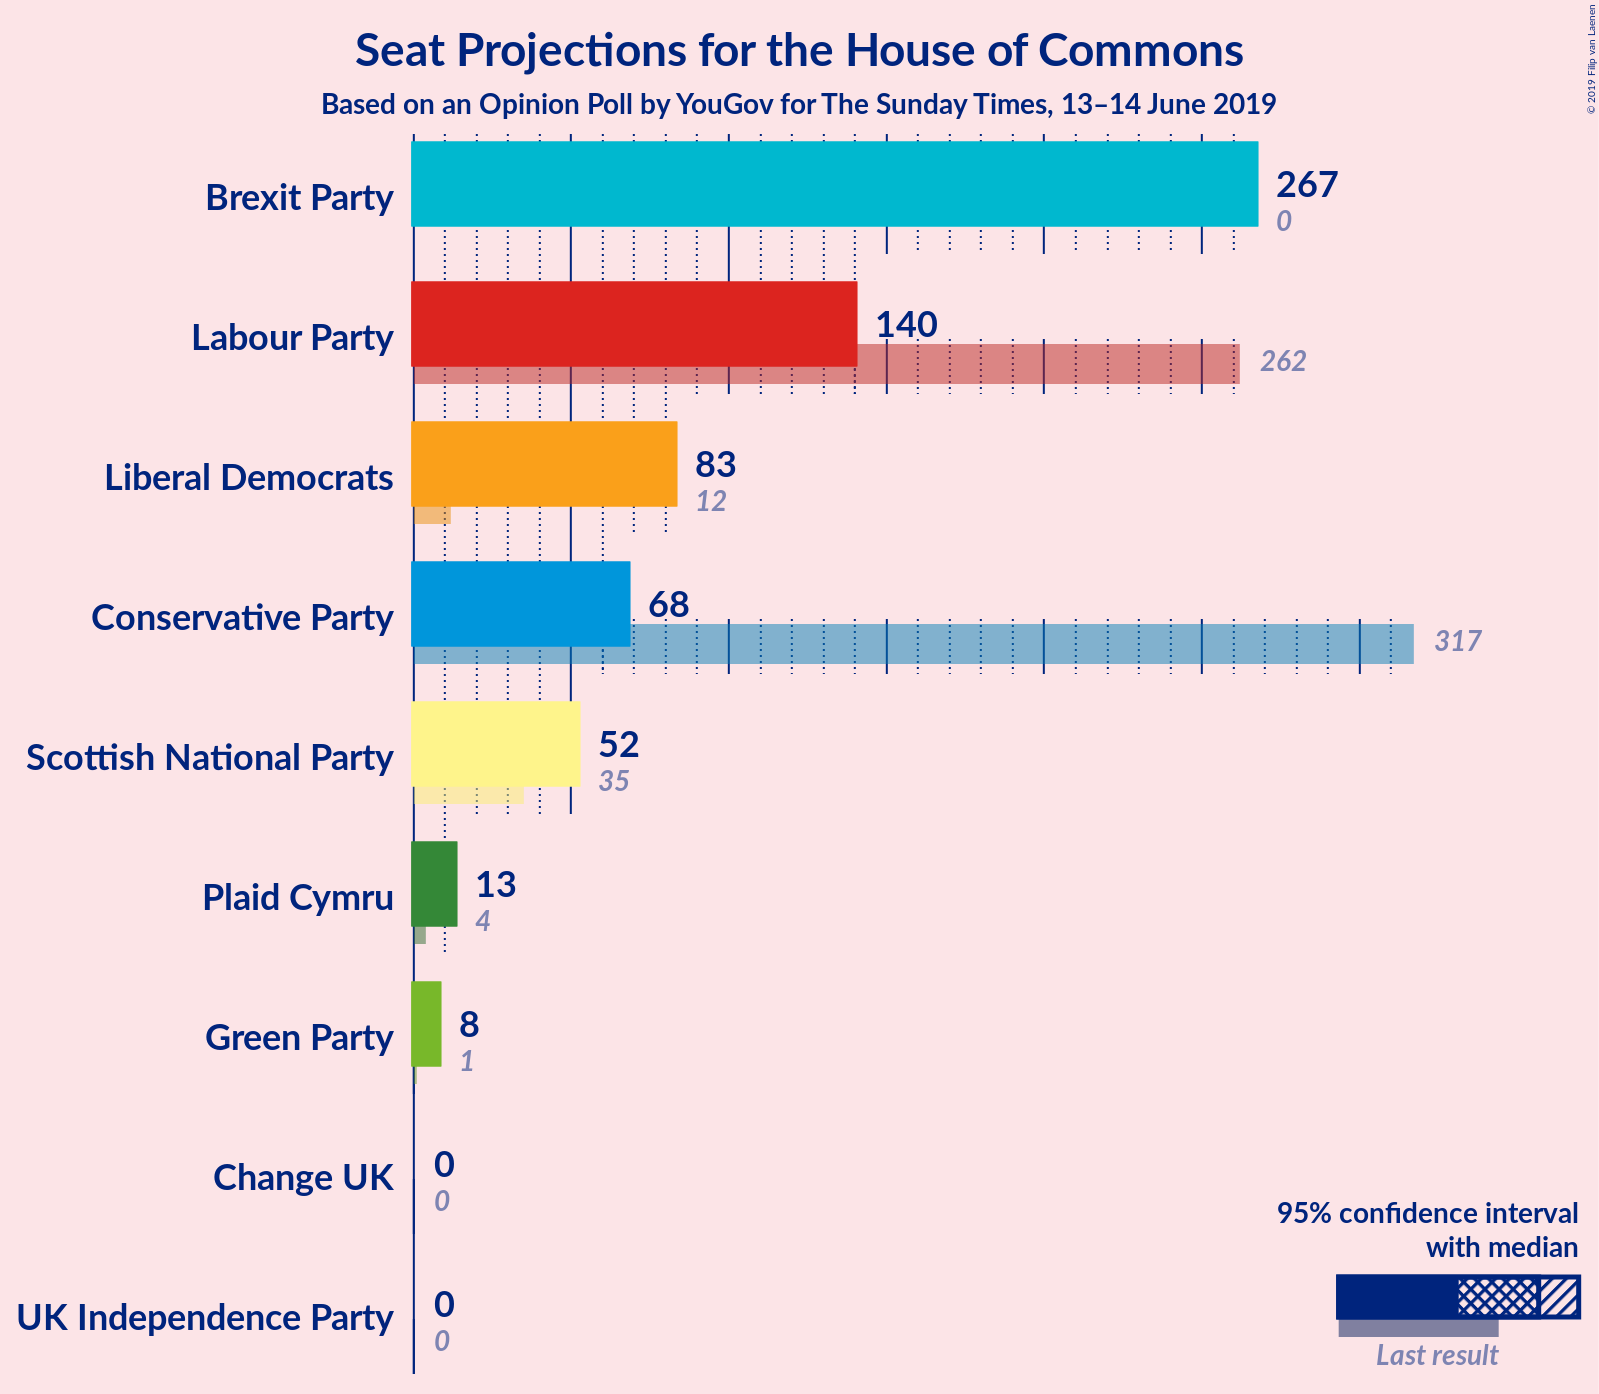 Seat Projections for the House of Commons
Based on an Opinion Poll by YouGov for The Sunday Times, 13–14 June 2019
© 2019 Filip van Laenen
Brexit Party
267
0
Labour Party
140
262
Liberal Democrats
83
12
Conservative Party
68
317
Scottish National Party
52
35
Plaid Cymru
13
4
Green Party
8
1
Change UK
0
0
UK Independence Party
0
0
95% confidence interval
with median
Last result